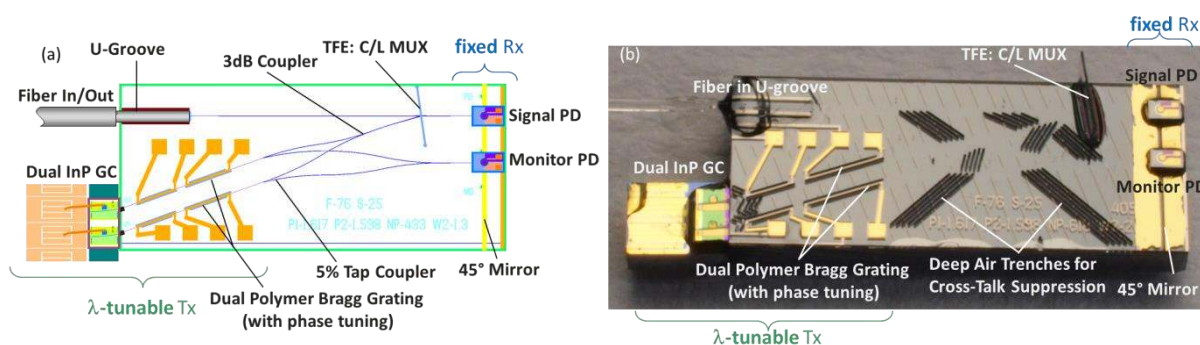 (a)
U-Groove
3dB Coupler
TFE: C/L MUX
fixed Rx
Fiber In/Out
Signal PD
Dual InP GC
Monitor PD
F-76 S-25
5% Tap Coupler
45° Mirror
Dual Polymer Bragg Grating
(with phase tuning)
λ-tunable Tx
(b)
fixed Rx
TFE: C/L MUX
Signal PD
Fiber in U-groove
Dual InP GC
Monitor PD
F-76 S-25
Dual Polymer Bragg Grating
(with phase tuning)
Deep Air Trenches for
Cross-Talk Suppression
45° Mirror
λ-tunable Tx